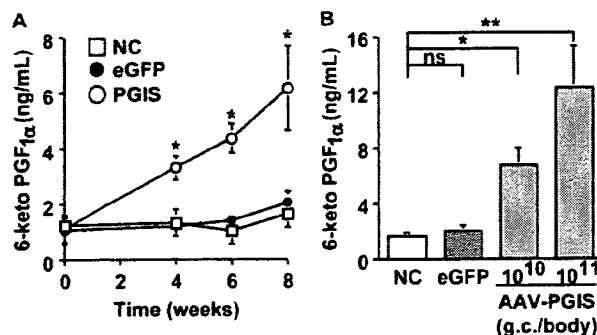 A
6-keto PGF1α (ng/mL)
8
6
4
2
0
NC
eGFP
PGIS
*
*
*
0
2
4
6
8
Time (weeks)
B
6-keto PGF1α (ng/mL)
16
12
8
4
0
**
*
ns
NC
eGFP
10^10
10^11
AAV-PGIS
(g.c./body)